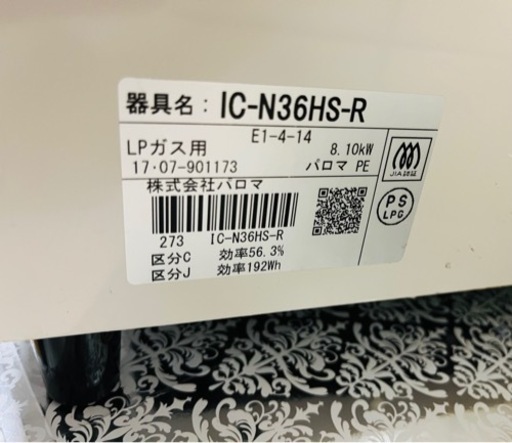 器具名：IC-N36HS-R
E1-4-14
LPガス用 8.10kW
17・07-901173 パロマ PE
株式会社パロマ
JIA認証
PS
LPG
273 IC-N36HS-R
区分C 効率56.3%
区分J 効率192Wh